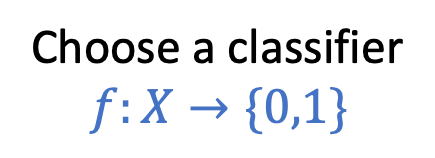 Choose a classifier
f: X → {0,1}